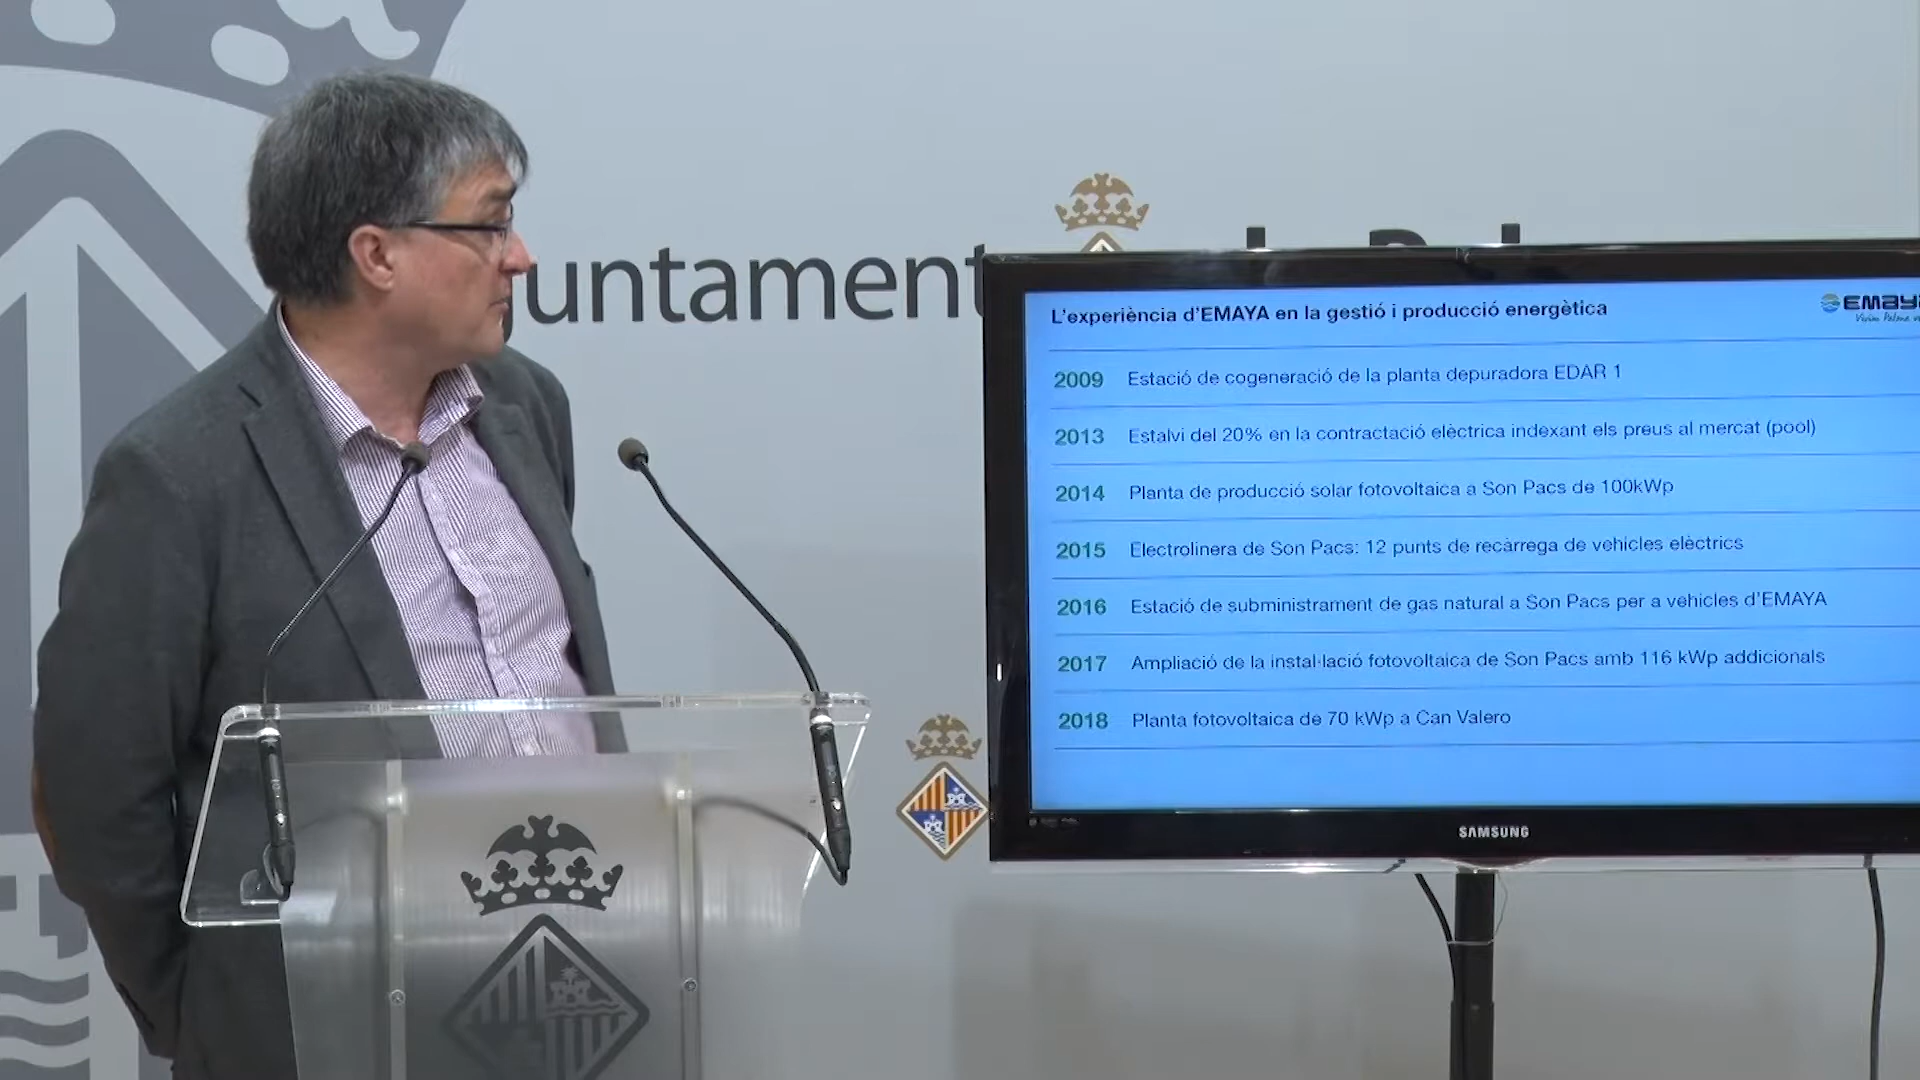 untament
L'experiència d'EMAYA en la gestió i producció energètica
EMAYA
2009 Estació de cogeneració de la planta depuradora EDAR 1
2013 Estalvi del 20% en la contractació elèctrica indexant els preus al mercat (pool)
2014 Planta de producció solar fotovoltaica a Son Pacs de 100kWp
2015 Electrolinera de Son Pacs: 12 punts de recàrrega de vehicles elèctrics
2016 Estació de subministrament de gas natural a Son Pacs per a vehicles d'EMAYA
2017 Ampliació de la instal·lació fotovoltaica de Son Pacs amb 116 kWp addicionals
2018 Planta fotovoltaica de 70 kWp a Can Valero
SAMSUNG